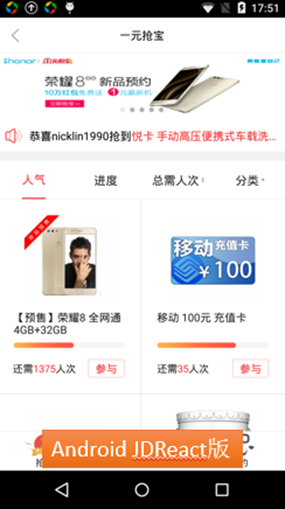 17:51
一元抢宝
honor
荣耀8 新品预约
10万红包免费送 1元赢新机
恭喜nicklin1990抢到悦卡 手动高压便携式车载洗...
人气 进度 总需人次 分类
移动 充值卡
¥100
【预售】荣耀8 全网通
4GB+32GB
移动 100元 充值卡
还需1375人次 参与
还需35人次 参与
Android JDReact版